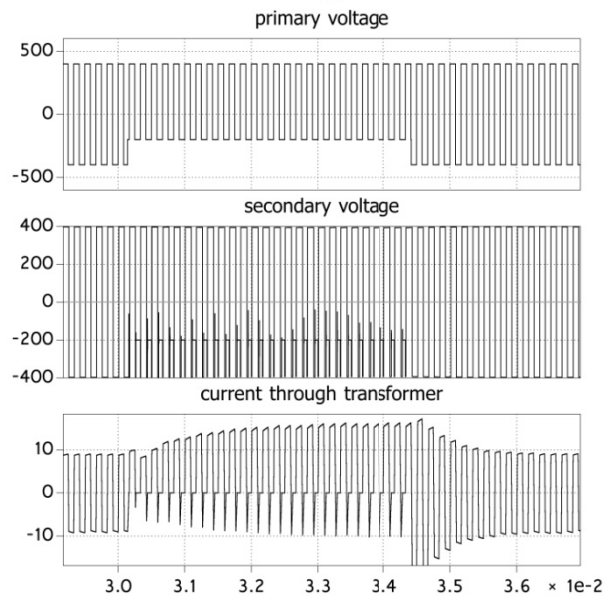 primary voltage
500
0
-500
secondary voltage
400
200
0
-200
-400
current through transformer
10
0
-10
3.0 3.1 3.2 3.3 3.4 3.5 3.6 × 1e-2